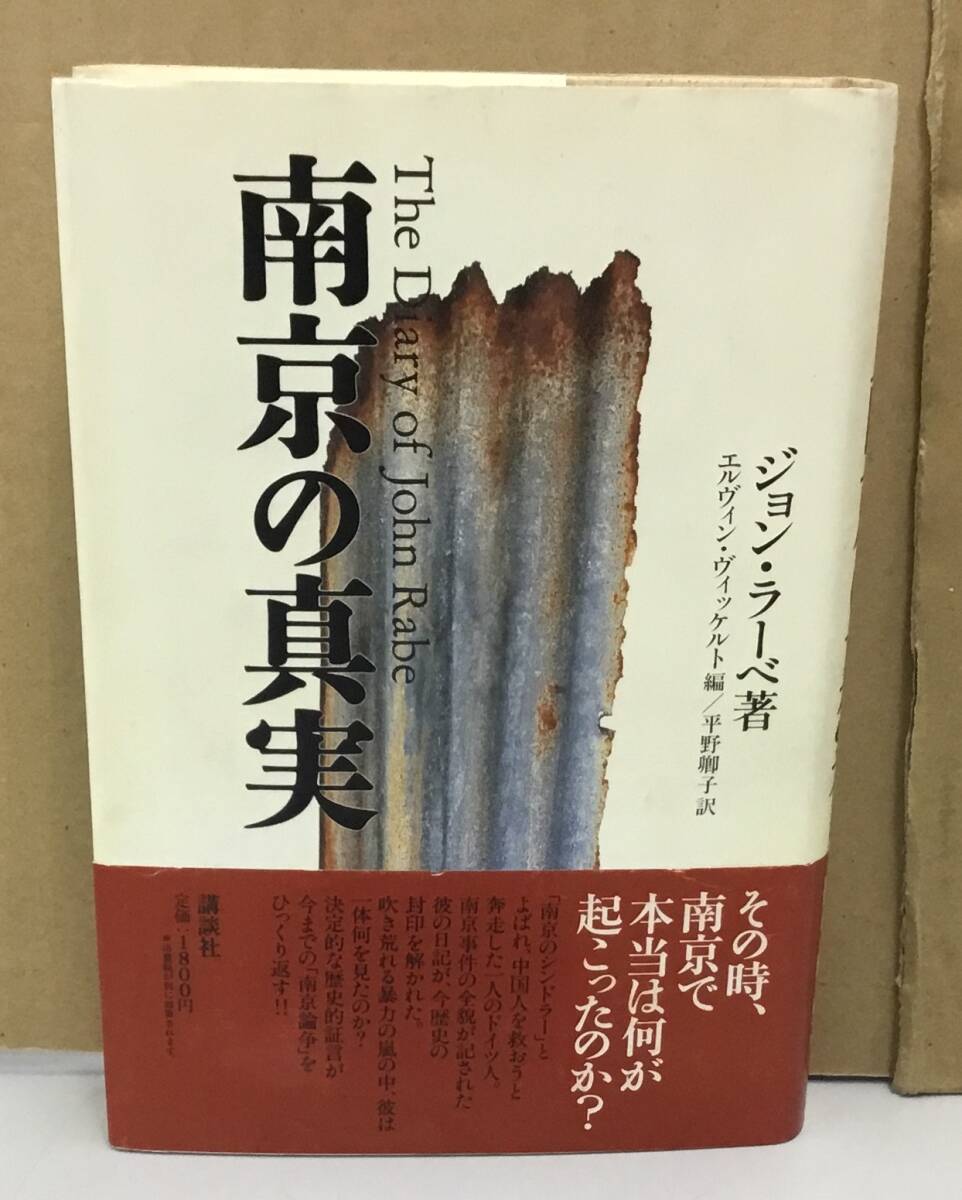 南京の真実
The Diary of John Rabe
ジョン・ラーベ著
エルヴィン・ヴィッケルト編/平野卿子訳
その時、
南京で
本当は何が
起こったのか?
「南京のシンドラー」と
よばれ、中国人を救おうと
奔走した一人のドイツ人。
南京事件の全貌が記された
彼の日記が、今歴史の
封印を解かれた。
吹き荒れる暴力の嵐の中、彼は
一体何を見たのか?
決定的な歴史的証言が
今までの「南京論争」を
ひっくり返す!!
講談社
定価:1800円